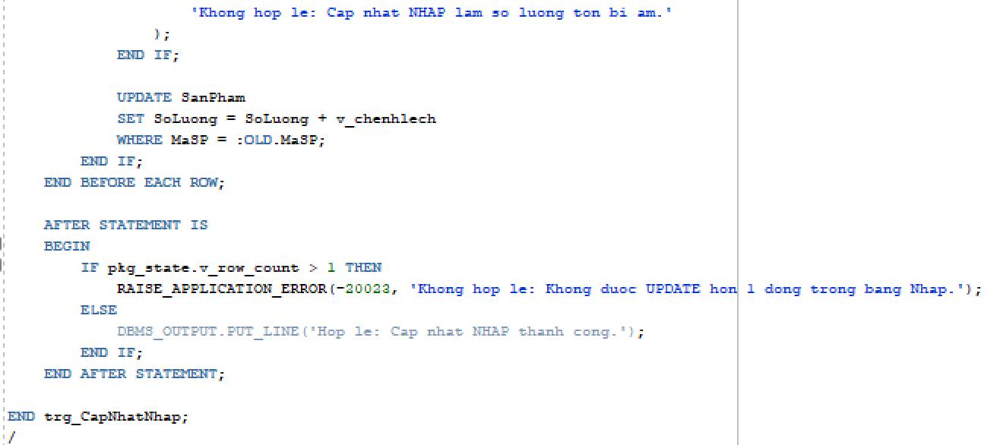 'Khong hop le: Cap nhat NHAP lam so luong ton bi am.'
);
END IF;
UPDATE SanPham
SET SoLuong = SoLuong + v_chenhlech
WHERE MaSP = :OLD.MaSP;
END IF;
END BEFORE EACH ROW;
AFTER STATEMENT IS
BEGIN
IF pkg_state.v_row_count > 1 THEN
RAISE_APPLICATION_ERROR(-20023, 'Khong hop le: Khong duoc UPDATE hon 1 dong trong bang Nhap.');
ELSE
DBMS_OUTPUT.PUT_LINE('Hop le: Cap nhat NHAP thanh cong.');
END IF;
END AFTER STATEMENT;
END trg_CapNhatNhap;
/